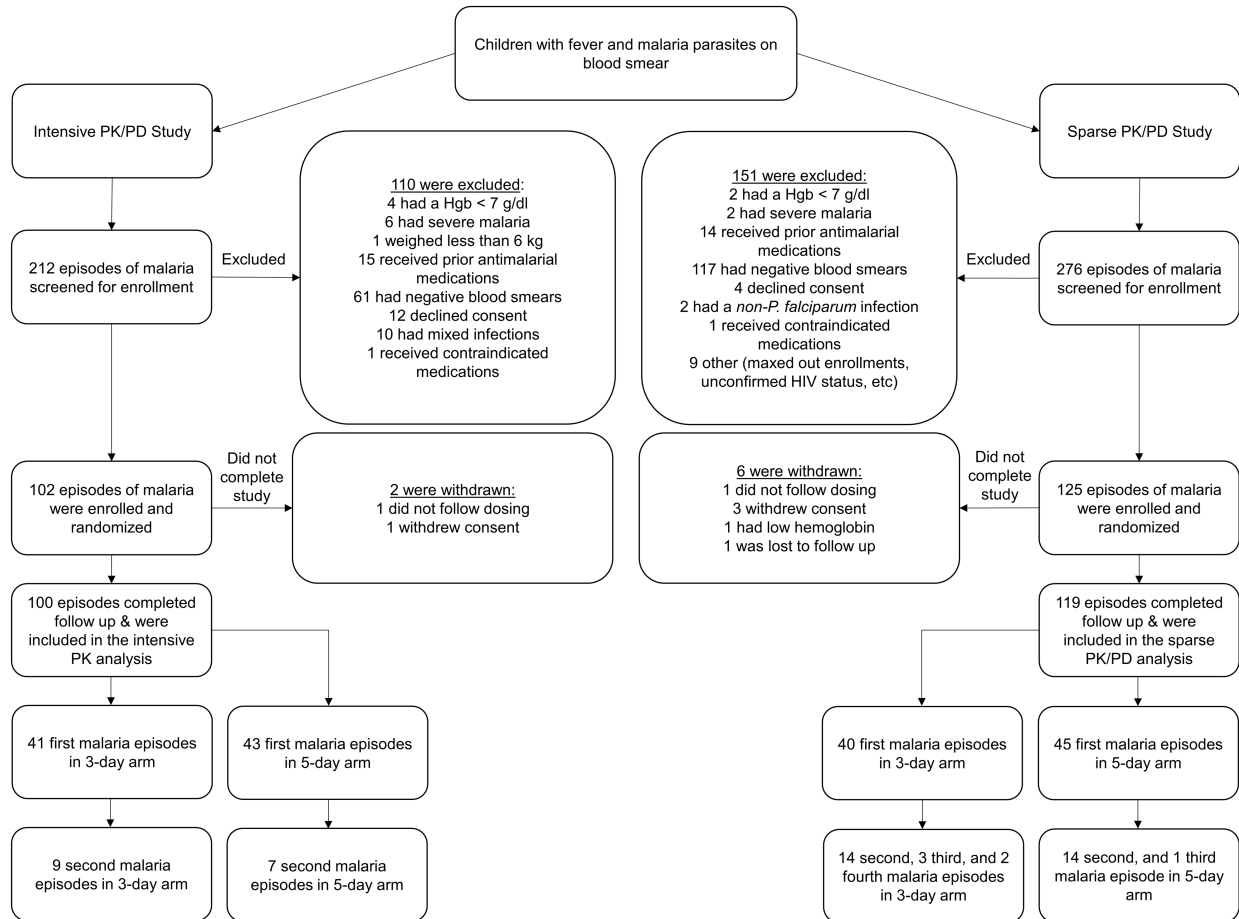 Children with fever and malaria parasites on
blood smear
Intensive PK/PD Study
Sparse PK/PD Study
110 were excluded:
4 had a Hgb < 7 g/dl
6 had severe malaria
1 weighed less than 6 kg
15 received prior antimalarial
medications
61 had negative blood smears
12 declined consent
10 had mixed infections
1 received contraindicated
medications
151 were excluded:
2 had a Hgb < 7 g/dl
2 had severe malaria
14 received prior antimalarial
medications
117 had negative blood smears
4 declined consent
2 had a non-P. falciparum infection
1 received contraindicated
medications
9 other (maxed out enrollments,
unconfirmed HIV status, etc)
212 episodes of malaria
screened for enrollment
Excluded
Excluded
276 episodes of malaria
screened for enrollment
102 episodes of malaria
were enrolled and
randomized
Did not
complete
study
2 were withdrawn:
1 did not follow dosing
1 withdrew consent
6 were withdrawn:
1 did not follow dosing
3 withdrew consent
1 had low hemoglobin
1 was lost to follow up
Did not
complete
study
125 episodes of malaria
were enrolled and
randomized
100 episodes completed
follow up & were
included in the intensive
PK analysis
119 episodes completed
follow up & were
included in the sparse
PK/PD analysis
41 first malaria episodes
in 3-day arm
43 first malaria episodes
in 5-day arm
40 first malaria episodes
in 3-day arm
45 first malaria episodes
in 5-day arm
9 second malaria
episodes in 3-day arm
7 second malaria
episodes in 5-day arm
14 second, 3 third, and 2
fourth malaria episodes
in 3-day arm
14 second, and 1 third
malaria episode in 5-day
arm